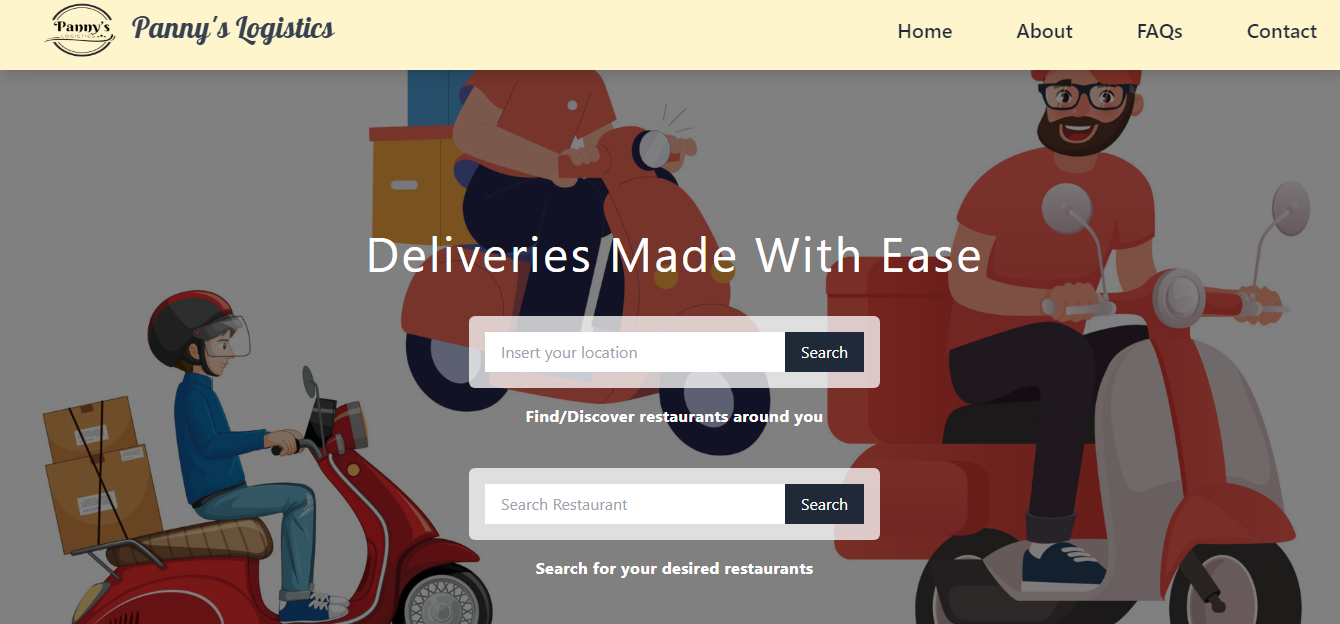 Panny's
LOGISTICS
Panny's Logistics
Home
About
FAQs
Contact
Deliveries Made With Ease
Insert your location
Search
Find/Discover restaurants around you
Search Restaurant
Search
Search for your desired restaurants